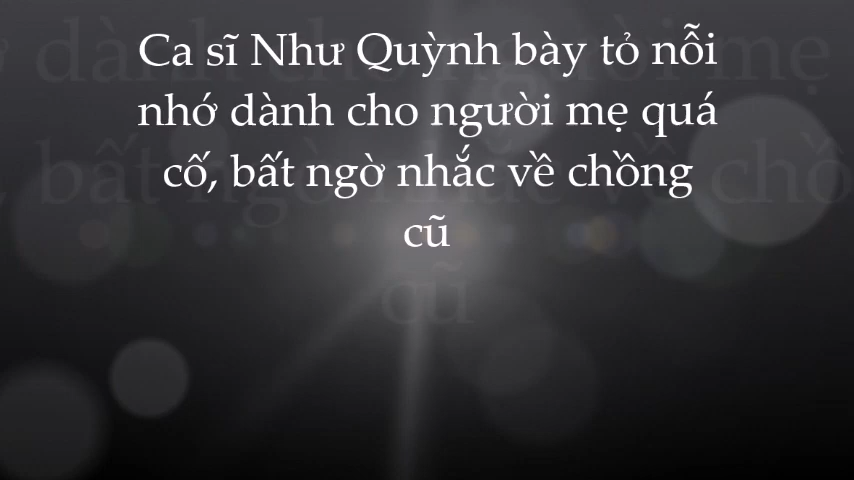 Ca sĩ Như Quỳnh bày tỏ nỗi
nhớ dành cho người mẹ quá
cố, bất ngờ nhắc về chồng
cũ